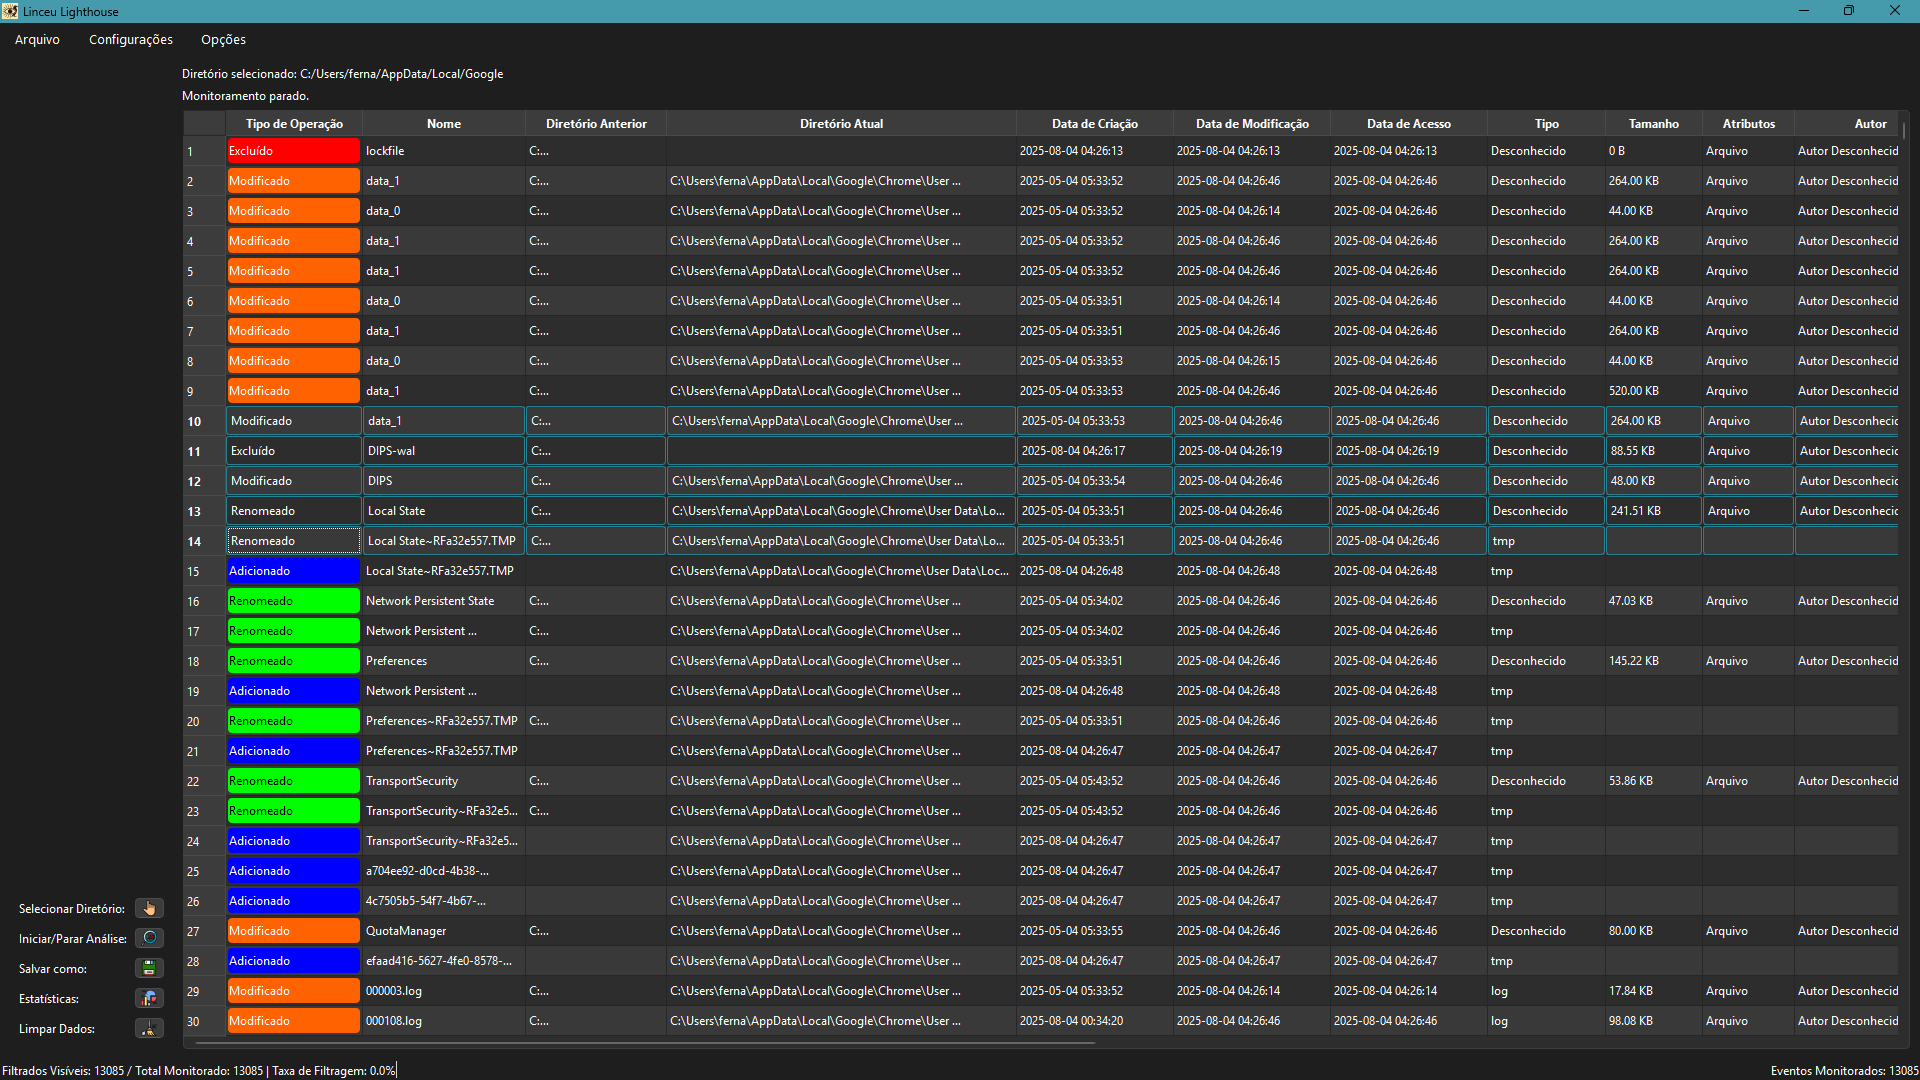 Linceu Lighthouse
Arquivo Configurações Opções
Diretório selecionado: C:/Users/ferna/AppData/Local/Google
Monitoramento parado.
Tipo de Operação Nome Diretório Anterior Diretório Atual Data de Criação Data de Modificação Data de Acesso Tipo Tamanho Atributos Autor
1 Excluído lockfile C:... 2025-08-04 04:26:13 2025-08-04 04:26:13 2025-08-04 04:26:13 Desconhecido 0 B Arquivo Autor Desconhecid
2 Modificado data_1 C:... C:\Users\ferna\AppData\Local\Google\Chrome\User ... 2025-05-04 05:33:52 2025-08-04 04:26:46 2025-08-04 04:26:46 Desconhecido 264.00 KB Arquivo Autor Desconhecid
3 Modificado data_0 C:... C:\Users\ferna\AppData\Local\Google\Chrome\User ... 2025-05-04 05:33:52 2025-08-04 04:26:14 2025-08-04 04:26:46 Desconhecido 44.00 KB Arquivo Autor Desconhecid
4 Modificado data_1 C:... C:\Users\ferna\AppData\Local\Google\Chrome\User ... 2025-05-04 05:33:52 2025-08-04 04:26:46 2025-08-04 04:26:46 Desconhecido 264.00 KB Arquivo Autor Desconhecid
5 Modificado data_1 C:... C:\Users\ferna\AppData\Local\Google\Chrome\User ... 2025-05-04 05:33:52 2025-08-04 04:26:46 2025-08-04 04:26:46 Desconhecido 264.00 KB Arquivo Autor Desconhecid
6 Modificado data_0 C:... C:\Users\ferna\AppData\Local\Google\Chrome\User ... 2025-05-04 05:33:51 2025-08-04 04:26:14 2025-08-04 04:26:46 Desconhecido 44.00 KB Arquivo Autor Desconhecid
7 Modificado data_1 C:... C:\Users\ferna\AppData\Local\Google\Chrome\User ... 2025-05-04 05:33:51 2025-08-04 04:26:46 2025-08-04 04:26:46 Desconhecido 264.00 KB Arquivo Autor Desconhecid
8 Modificado data_0 C:... C:\Users\ferna\AppData\Local\Google\Chrome\User ... 2025-05-04 05:33:53 2025-08-04 04:26:15 2025-08-04 04:26:46 Desconhecido 44.00 KB Arquivo Autor Desconhecid
9 Modificado data_1 C:... C:\Users\ferna\AppData\Local\Google\Chrome\User ... 2025-05-04 05:33:53 2025-08-04 04:26:46 2025-08-04 04:26:46 Desconhecido 520.00 KB Arquivo Autor Desconhecid
10 Modificado data_1 C:... C:\Users\ferna\AppData\Local\Google\Chrome\User ... 2025-05-04 05:33:53 2025-08-04 04:26:46 2025-08-04 04:26:46 Desconhecido 264.00 KB Arquivo Autor Desconhecic
11 Excluído DIPS-wal C:... 2025-08-04 04:26:17 2025-08-04 04:26:19 2025-08-04 04:26:19 Desconhecido 88.55 KB Arquivo Autor Desconhecic
12 Modificado DIPS C:... C:\Users\ferna\AppData\Local\Google\Chrome\User ... 2025-05-04 05:33:54 2025-08-04 04:26:46 2025-08-04 04:26:46 Desconhecido 48.00 KB Arquivo Autor Desconhecic
13 Renomeado Local State C:... C:\Users\ferna\AppData\Local\Google\Chrome\User Data\Lo... 2025-05-04 05:33:51 2025-08-04 04:26:46 2025-08-04 04:26:46 Desconhecido 241.51 KB Arquivo Autor Desconhecic
14 Renomeado Local State~RFa32e557.TMP C:... C:\Users\ferna\AppData\Local\Google\Chrome\User Data\Lo... 2025-05-04 05:33:51 2025-08-04 04:26:46 2025-08-04 04:26:46 tmp
15 Adicionado Local State~RFa32e557.TMP C:\Users\ferna\AppData\Local\Google\Chrome\User Data\Loc... 2025-08-04 04:26:48 2025-08-04 04:26:48 2025-08-04 04:26:48 tmp
16 Renomeado Network Persistent State C:... C:\Users\ferna\AppData\Local\Google\Chrome\User ... 2025-05-04 05:34:02 2025-08-04 04:26:46 2025-08-04 04:26:46 Desconhecido 47.03 KB Arquivo Autor Desconhecid
17 Renomeado Network Persistent ... C:... C:\Users\ferna\AppData\Local\Google\Chrome\User ... 2025-05-04 05:34:02 2025-08-04 04:26:46 2025-08-04 04:26:46 tmp
18 Renomeado Preferences C:... C:\Users\ferna\AppData\Local\Google\Chrome\User ... 2025-05-04 05:33:51 2025-08-04 04:26:46 2025-08-04 04:26:46 Desconhecido 145.22 KB Arquivo Autor Desconhecid
19 Adicionado Network Persistent ... C:\Users\ferna\AppData\Local\Google\Chrome\User ... 2025-08-04 04:26:48 2025-08-04 04:26:48 2025-08-04 04:26:48 tmp
20 Renomeado Preferences~RFa32e557.TMP C:... C:\Users\ferna\AppData\Local\Google\Chrome\User ... 2025-05-04 05:33:51 2025-08-04 04:26:46 2025-08-04 04:26:46 tmp
21 Adicionado Preferences~RFa32e557.TMP C:\Users\ferna\AppData\Local\Google\Chrome\User ... 2025-08-04 04:26:47 2025-08-04 04:26:47 2025-08-04 04:26:47 tmp
22 Renomeado TransportSecurity C:... C:\Users\ferna\AppData\Local\Google\Chrome\User ... 2025-05-04 05:43:52 2025-08-04 04:26:46 2025-08-04 04:26:46 Desconhecido 53.86 KB Arquivo Autor Desconhecid
23 Renomeado TransportSecurity~RFa32e5... C:... C:\Users\ferna\AppData\Local\Google\Chrome\User ... 2025-05-04 05:43:52 2025-08-04 04:26:46 2025-08-04 04:26:46 tmp
24 Adicionado TransportSecurity~RFa32e5... C:\Users\ferna\AppData\Local\Google\Chrome\User ... 2025-08-04 04:26:47 2025-08-04 04:26:47 2025-08-04 04:26:47 tmp
25 Adicionado a704ee92-d0cd-4b38-... C:\Users\ferna\AppData\Local\Google\Chrome\User ... 2025-08-04 04:26:47 2025-08-04 04:26:47 2025-08-04 04:26:47 tmp
26 Adicionado 4c7505b5-54f7-4b67-... C:\Users\ferna\AppData\Local\Google\Chrome\User ... 2025-08-04 04:26:47 2025-08-04 04:26:47 2025-08-04 04:26:47 tmp
27 Modificado QuotaManager C:... C:\Users\ferna\AppData\Local\Google\Chrome\User ... 2025-05-04 05:33:55 2025-08-04 04:26:46 2025-08-04 04:26:46 Desconhecido 80.00 KB Arquivo Autor Desconhecid
28 Adicionado efaad416-5627-4fe0-8578-... C:\Users\ferna\AppData\Local\Google\Chrome\User ... 2025-08-04 04:26:47 2025-08-04 04:26:47 2025-08-04 04:26:47 tmp
29 Modificado 000003.log C:... C:\Users\ferna\AppData\Local\Google\Chrome\User ... 2025-05-04 05:33:52 2025-08-04 04:26:14 2025-08-04 04:26:14 log 17.84 KB Arquivo Autor Desconhecid
30 Modificado 000108.log C:... C:\Users\ferna\AppData\Local\Google\Chrome\User ... 2025-08-04 00:34:20 2025-08-04 04:26:46 2025-08-04 04:26:46 log 98.08 KB Arquivo Autor Desconhecid
Selecionar Diretório:
Iniciar/Parar Análise:
Salvar como:
Estatísticas:
Limpar Dados:
Filtrados Visíveis: 13085 / Total Monitorado: 13085 | Taxa de Filtragem: 0.0% Eventos Monitorados: 13085